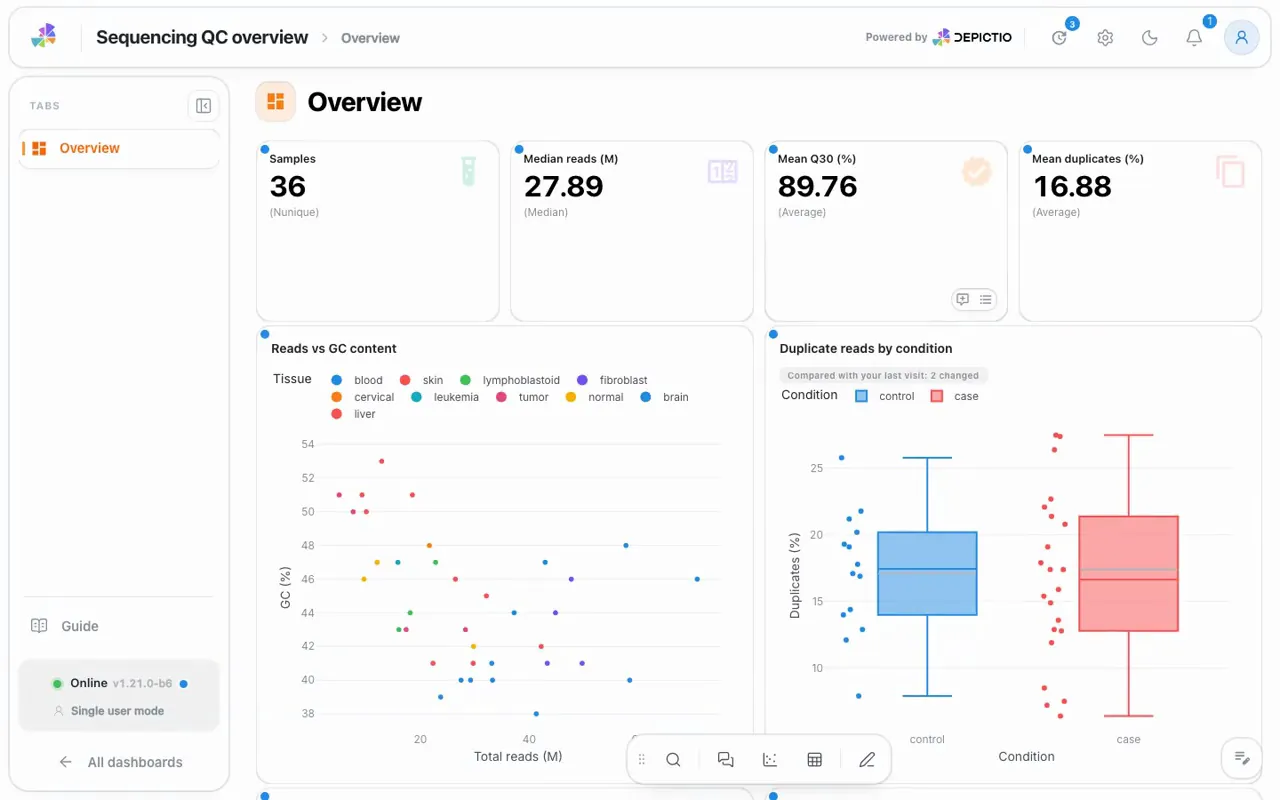 Sequencing QC overview > Overview
Powered by DEPICTIO
3
1
TABS
Overview
Overview
Samples
36
(Nunique)
Median reads (M)
27.89
(Median)
Mean Q30 (%)
89.76
(Average)
Mean duplicates (%)
16.88
(Average)
Reads vs GC content
Tissue
blood skin lymphoblastoid fibroblast
cervical leukemia tumor normal brain
liver
54
52
50
48
46
44
42
40
38
GC (%)
20 40
Total reads (M)
Duplicate reads by condition
Compared with your last visit: 2 changed
Condition control case
25
20
15
10
Duplicates (%)
control case
Condition
Guide
Online v1.21.0-b6
Single user mode
All dashboards